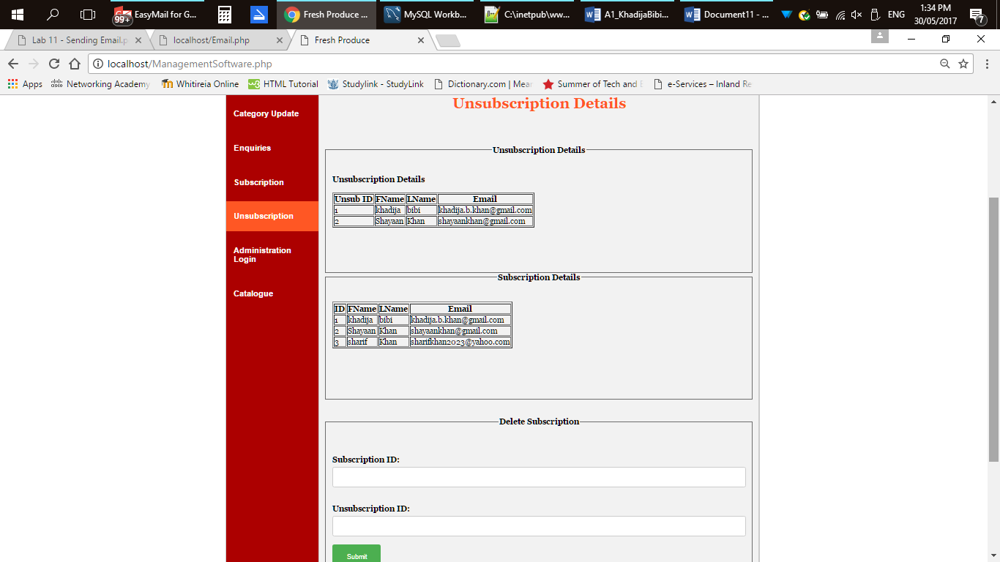 EasyMail for G...
99+
Fresh Produce ...
MySQL Workb...
C:\inetpub\ww...
A1_KhadijaBibi...
Document11 - ...
ENG
1:34 PM
30/05/2017
7
Lab 11 - Sending Email.p
localhost/Email.php
Fresh Produce
localhost/ManagementSoftware.php
Apps
Networking Academy
Whitireia Online
HTML Tutorial
Studylink - StudyLink
Dictionary.com | Mear
Summer of Tech and E
e-Services – Inland Re
Category Update
Enquiries
Subscription
Unsubscription
Administration
Login
Catalogue
Unsubscription Details
Unsubscription Details
Unsubscription Details
Unsub ID FName LName Email
1 khadija bibi khadija.b.khan@gmail.com
2 Shayaan Khan shayaankhan@gmail.com
Subscription Details
ID FName LName Email
1 khadija bibi khadija.b.khan@gmail.com
2 Shayaan Khan shayaankhan@gmail.com
3 sharif Khan sharifkhan2023@yahoo.com
Delete Subscription
Subscription ID:
Unsubscription ID:
Submit